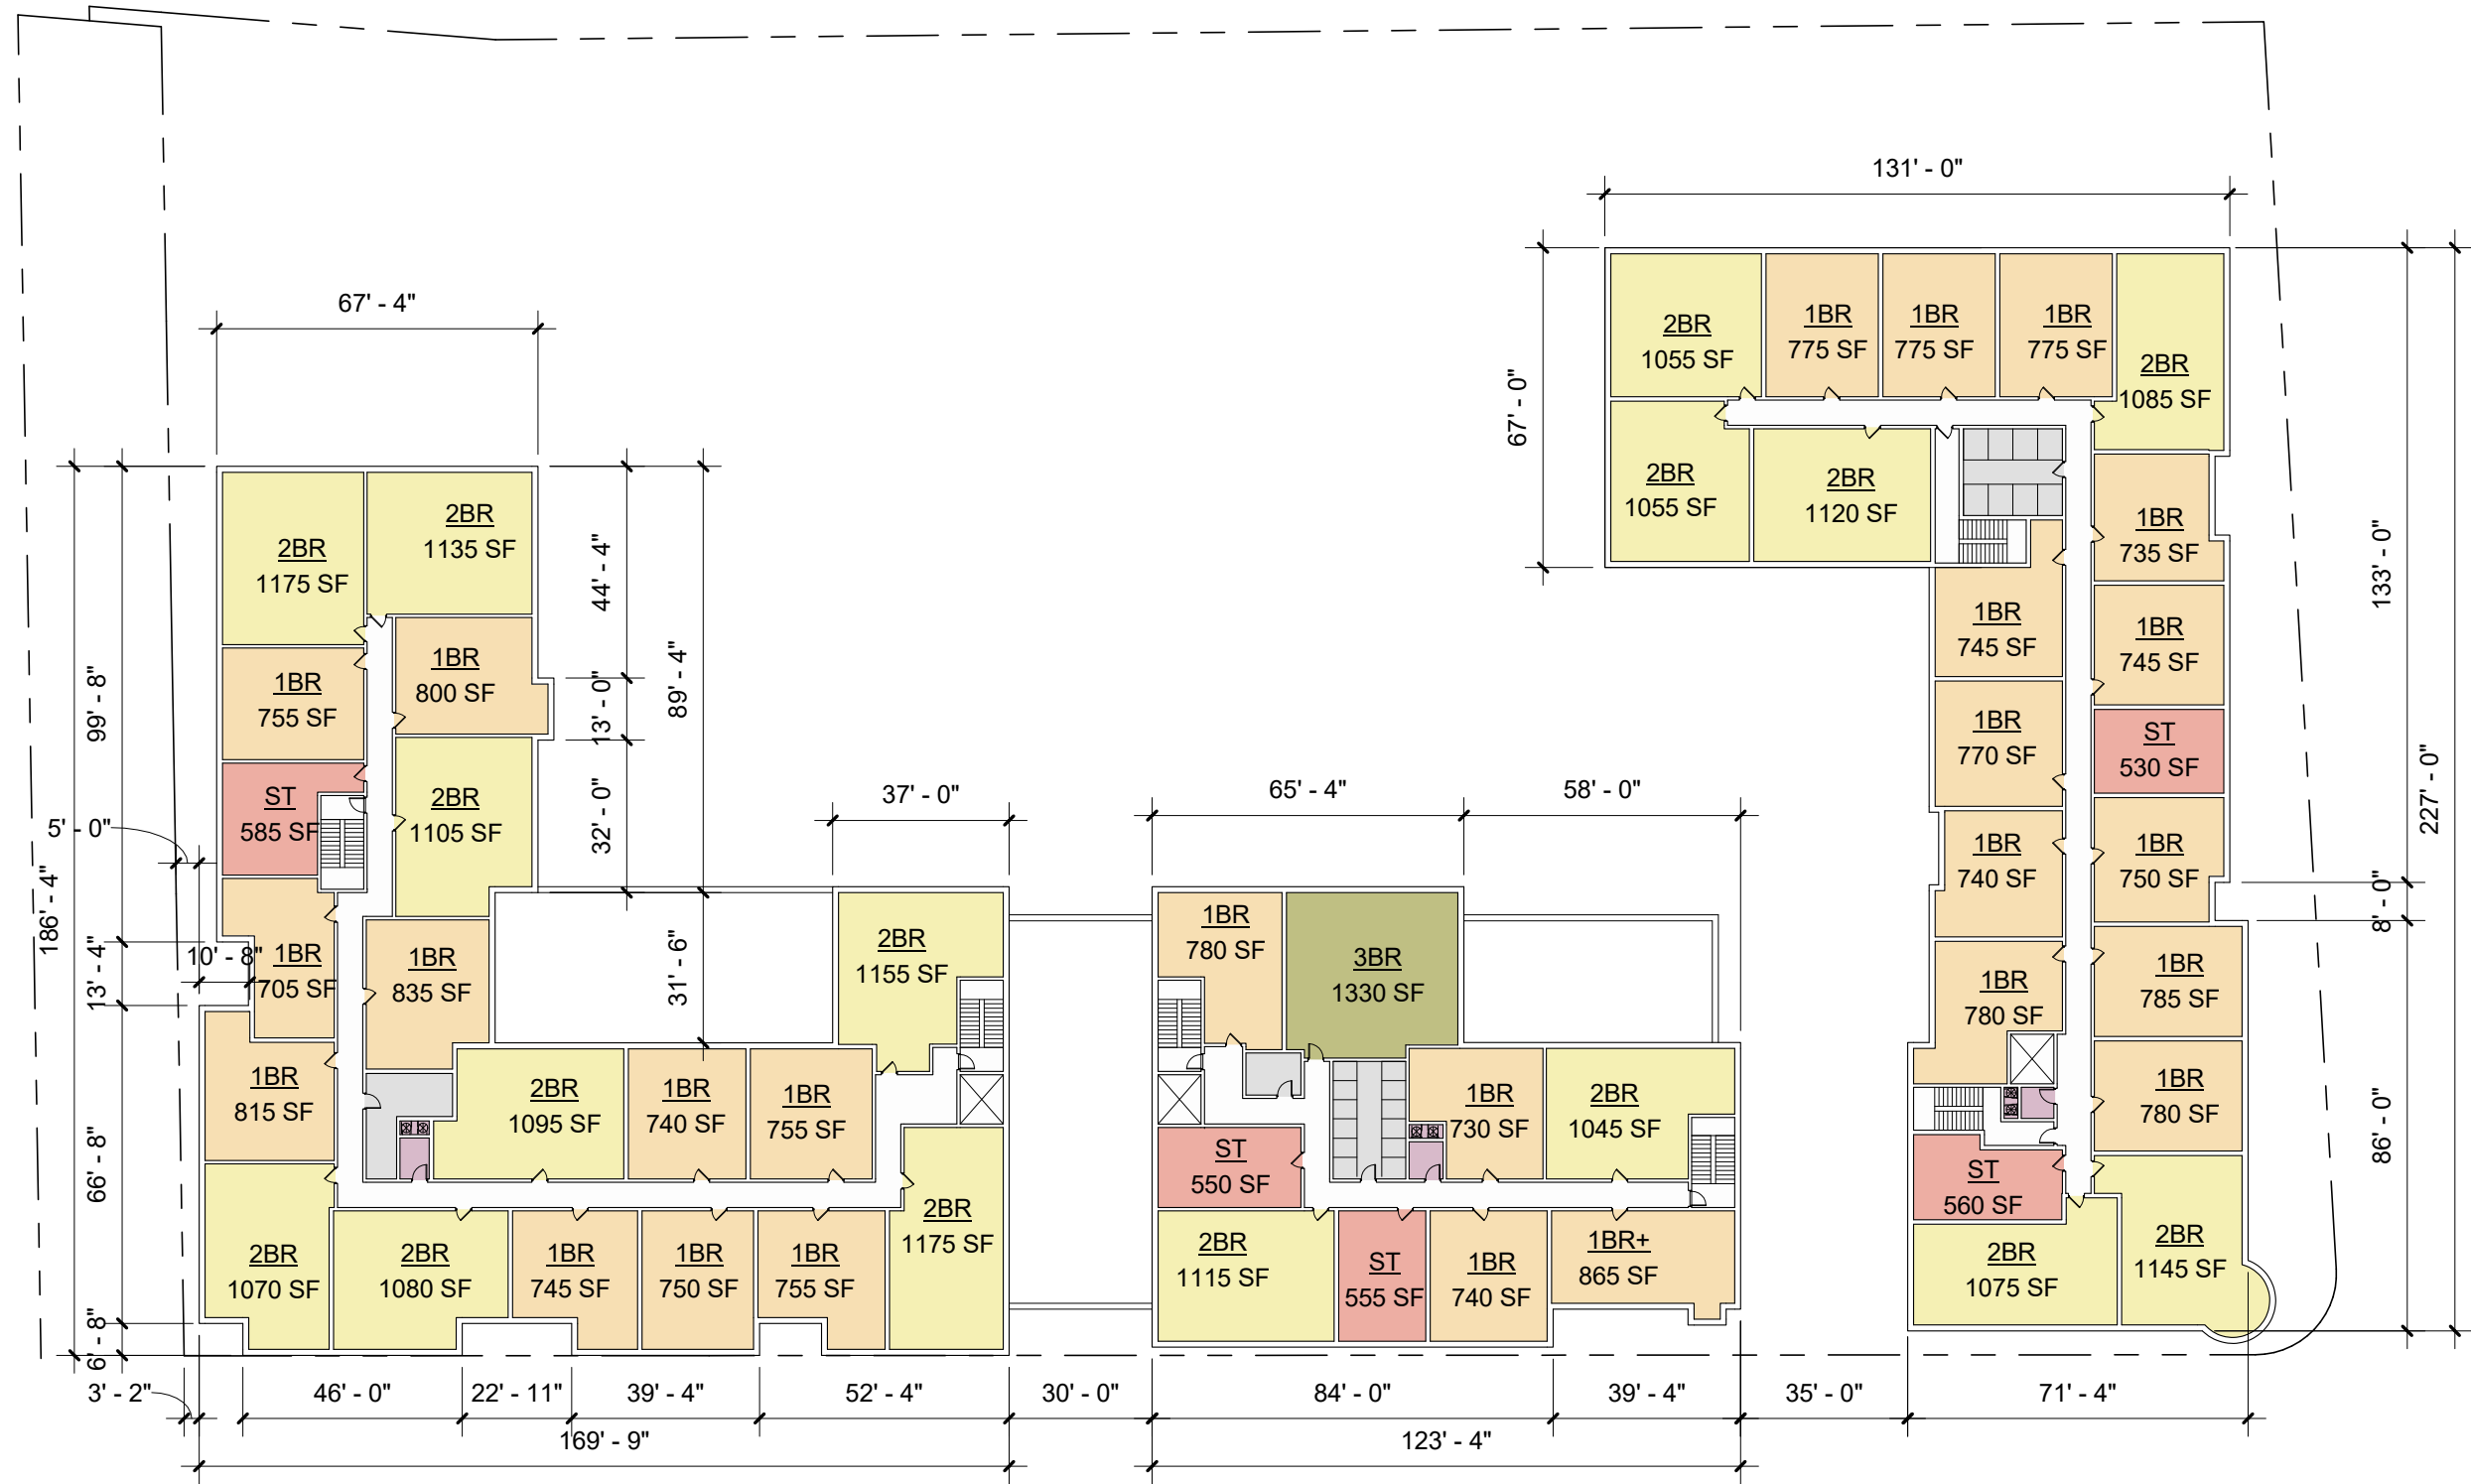 131' - 0"
67' - 4"
67' - 0"
133' - 0"
227' - 0"
8' - 0"
86' - 0"
2BR
1055 SF
1BR
775 SF
1BR
775 SF
1BR
775 SF
2BR
1085 SF
2BR
1055 SF
2BR
1120 SF
1BR
735 SF
1BR
745 SF
1BR
745 SF
1BR
770 SF
ST
530 SF
1BR
740 SF
1BR
750 SF
1BR
780 SF
1BR
785 SF
1BR
780 SF
ST
560 SF
2BR
1075 SF
2BR
1145 SF
2BR
1175 SF
2BR
1135 SF
1BR
755 SF
1BR
800 SF
ST
585 SF
2BR
1105 SF
1BR
705 SF
1BR
835 SF
1BR
815 SF
2BR
1095 SF
1BR
740 SF
1BR
755 SF
2BR
1155 SF
2BR
1070 SF
2BR
1080 SF
1BR
745 SF
1BR
750 SF
1BR
755 SF
2BR
1175 SF
44' - 4"
13' - 0"
32' - 0"
89' - 4"
31' - 6"
99' - 8"
186' - 4"
5' - 0"
10' - 8"
13' - 4"
66' - 8"
6' - 8"
3' - 2"
37' - 0"
65' - 4"
58' - 0"
1BR
780 SF
3BR
1330 SF
1BR
730 SF
2BR
1045 SF
ST
550 SF
2BR
1115 SF
ST
555 SF
1BR
740 SF
1BR+
865 SF
46' - 0"
22' - 11"
39' - 4"
52' - 4"
30' - 0"
84' - 0"
39' - 4"
35' - 0"
71' - 4"
169' - 9"
123' - 4"